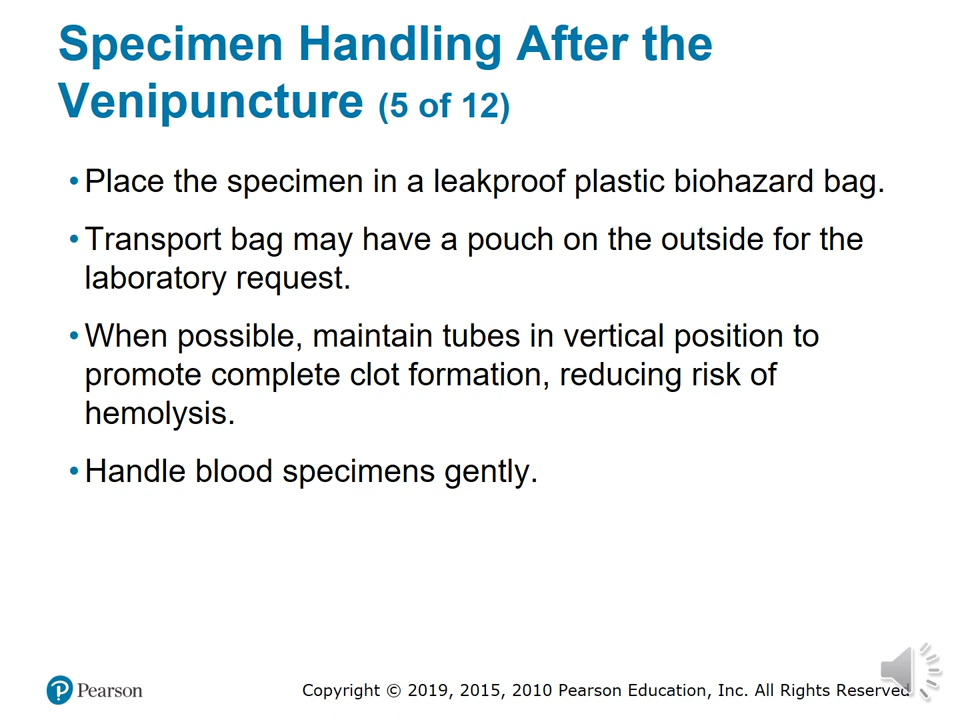 Specimen Handling After the
Venipuncture (5 of 12)
• Place the specimen in a leakproof plastic biohazard bag.
• Transport bag may have a pouch on the outside for the
laboratory request.
• When possible, maintain tubes in vertical position to
promote complete clot formation, reducing risk of
hemolysis.
• Handle blood specimens gently.
Pearson
Copyright © 2019, 2015, 2010 Pearson Education, Inc. All Rights Reserved